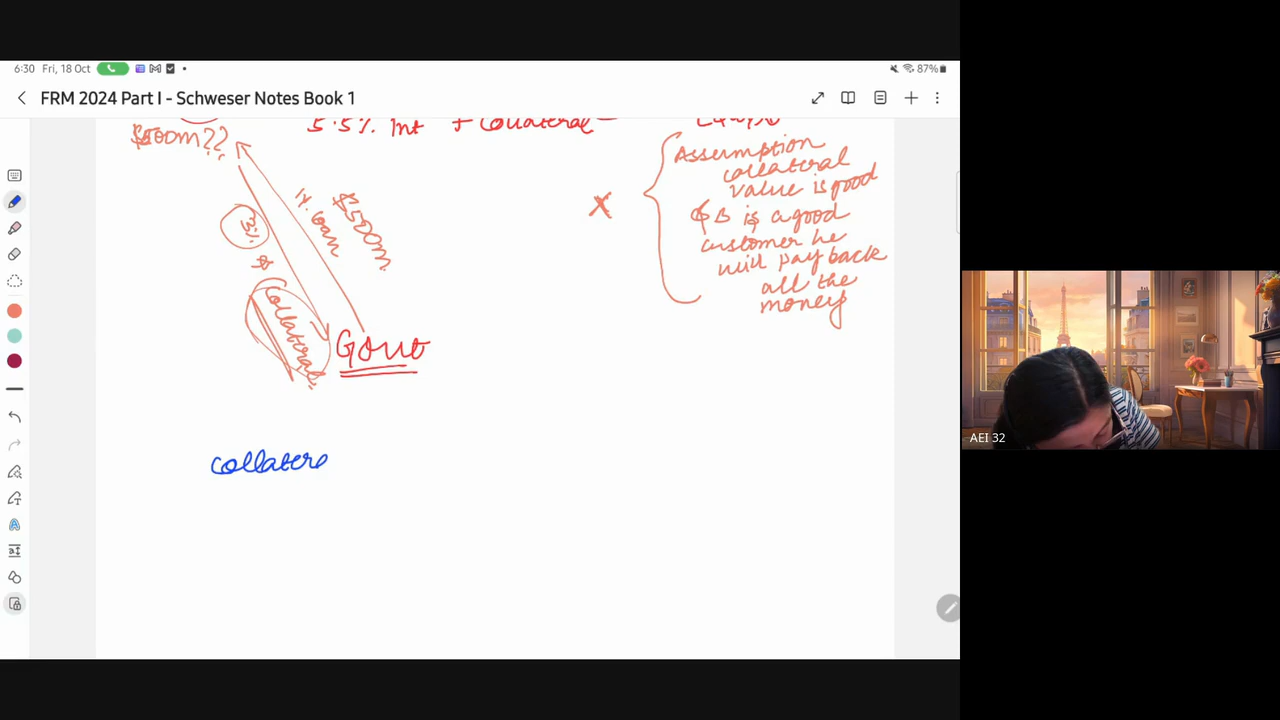 6:30 Fri, 18 Oct
87%
FRM 2024 Part I - Schweser Notes Book 1
5.5% Int + Collateral
$500m??
Assumption
collateral
value is good
B is a good
customer he
will pay back
all the
money
1% loan
$500m
3%
Collateral
Gout
collatero
AEI 32